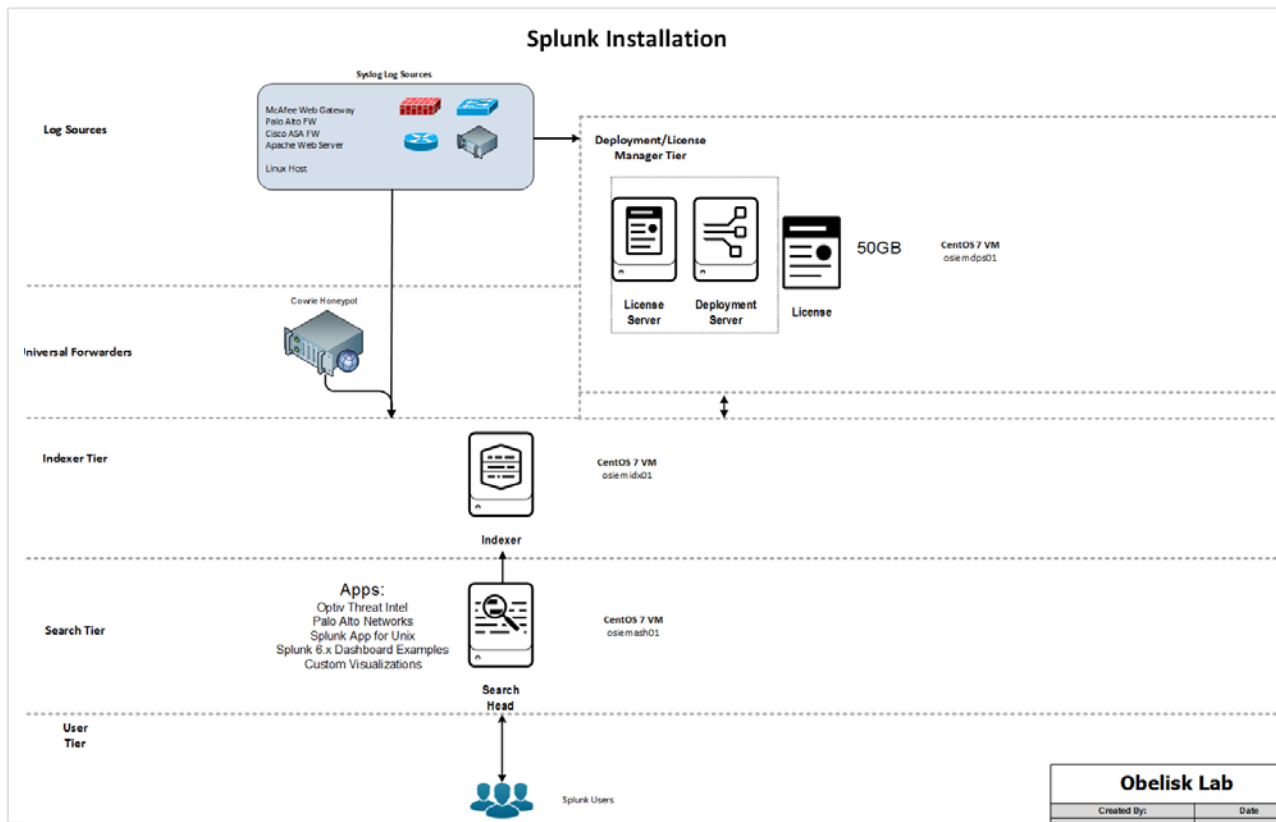 Splunk Installation
Syslog Log Sources
McAfee Web Gateway
Palo Alto FW
Cisco ASA FW
Apache Web Server
Linux Host
Log Sources
Deployment/License
Manager Tier
50GB
CentOS 7 VM
osiemdps01
License
Server
Deployment
Server
License
Cowrie Honeypot
niversal Forwarders
Indexer Tier
CentOS 7 VM
osiemidx01
Indexer
Apps:
Optiv Threat Intel
Palo Alto Networks
Splunk App for Unix
Splunk 6.x Dashboard Examples
Custom Visualizations
Search Tier
CentOS 7 VM
osiemash01
Search
Head
User
Tier
Splunk Users
Obelisk Lab
Created By:
Date